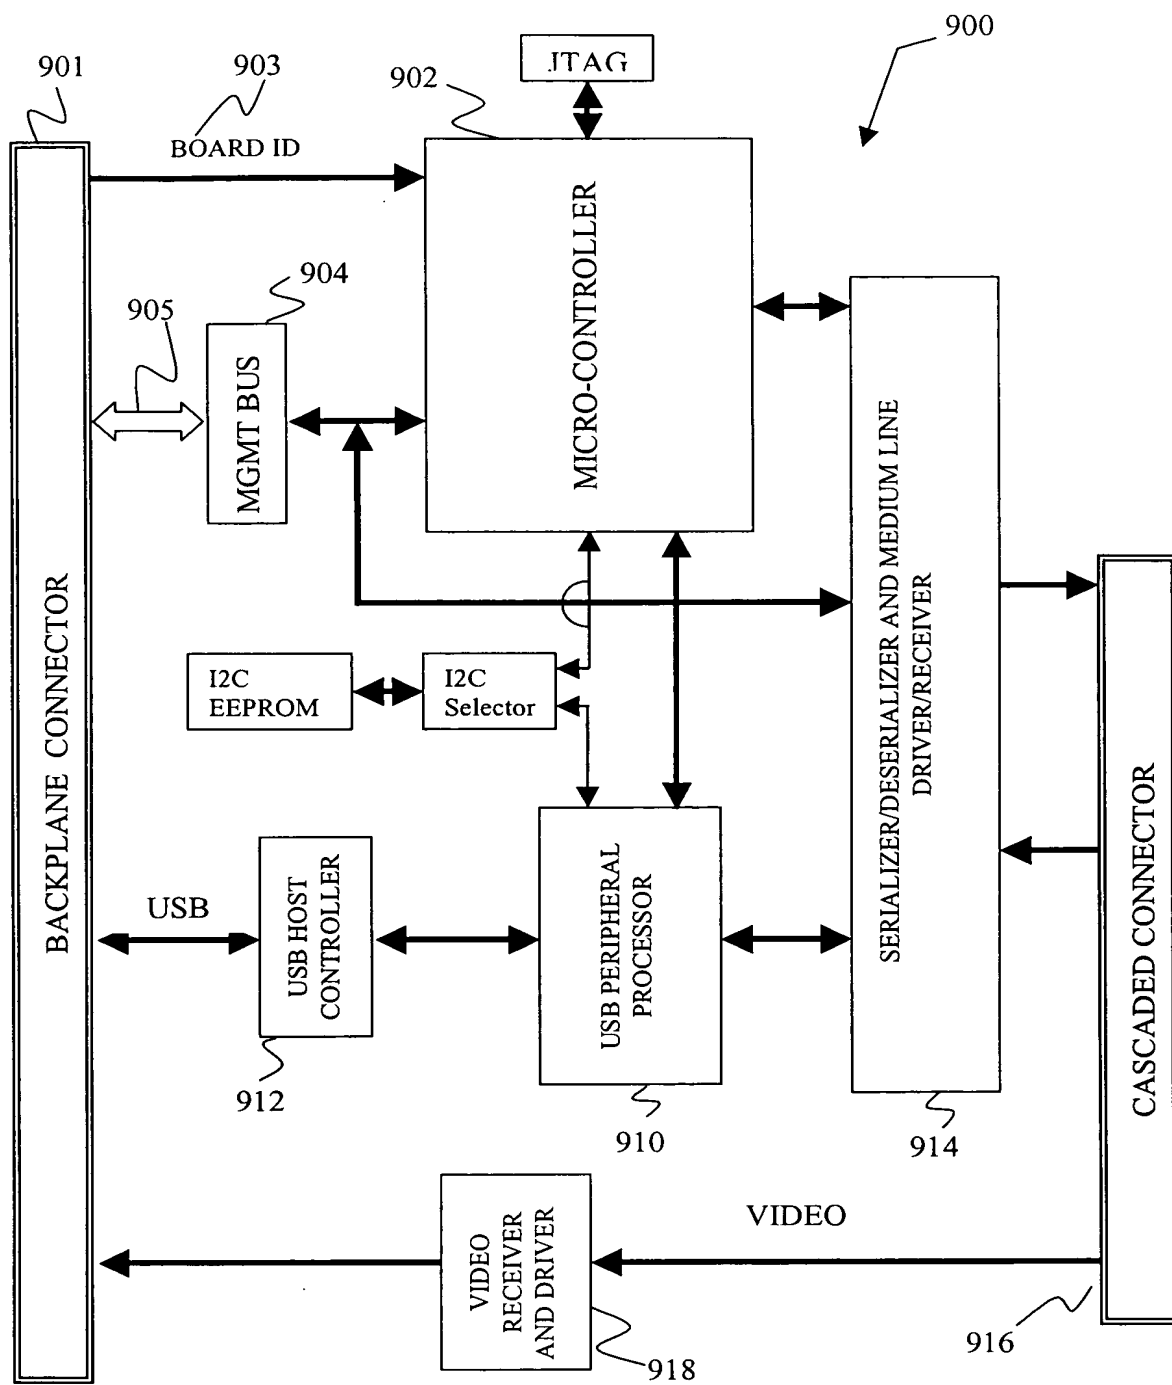 900
901
903
902
JTAG
BOARD ID
904
905
MGMT BUS
MICRO-CONTROLLER
BACKPLANE CONNECTOR
SERIALIZER/DESERIALIZER AND MEDIUM LINE
DRIVER/RECEIVER
I2C
EEPROM
I2C
Selector
CASCADED CONNECTOR
USB
USB HOST
CONTROLLER
USB PERIPHERAL
PROCESSOR
912
910
914
VIDEO
VIDEO
RECEIVER
AND DRIVER
916
918